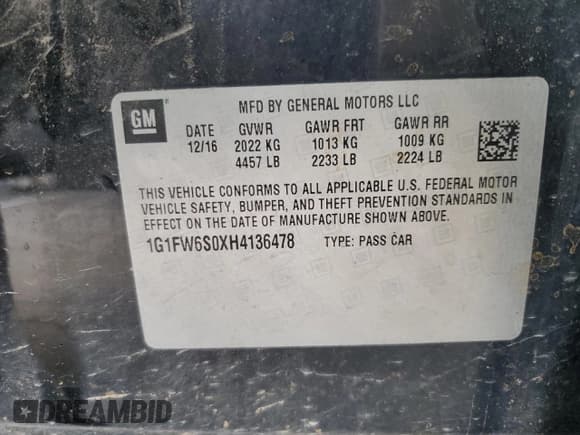 GM
MFD BY GENERAL MOTORS LLC
DATE GVWR GAWR FRT GAWR RR
12/16 2022 KG 1013 KG 1009 KG
4457 LB 2233 LB 2224 LB
THIS VEHICLE CONFORMS TO ALL APPLICABLE U.S. FEDERAL MOTOR
VEHICLE SAFETY, BUMPER, AND THEFT PREVENTION STANDARDS IN
EFFECT ON THE DATE OF MANUFACTURE SHOWN ABOVE.
1G1FW6S0XH4136478 TYPE: PASS CAR
DREAMBID